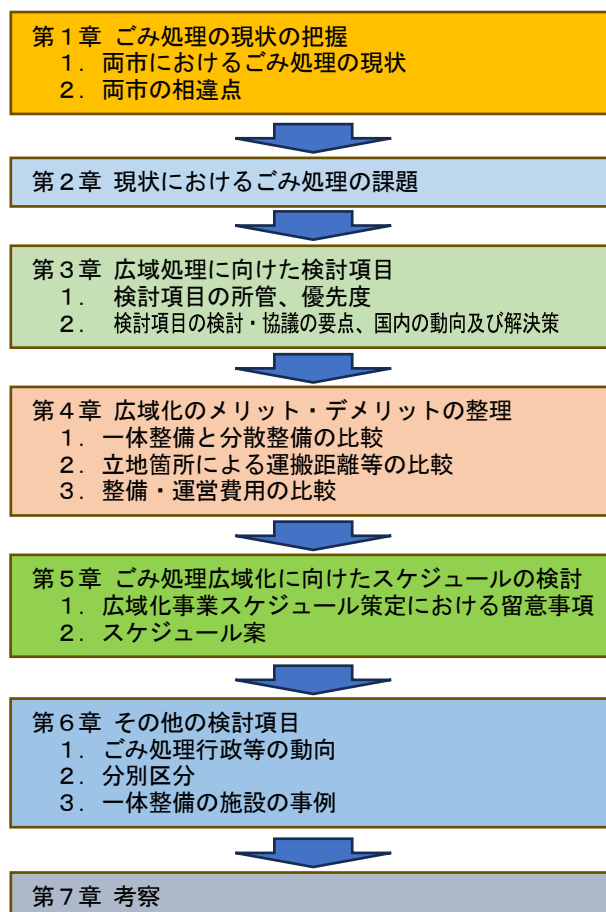 第１章 ごみ処理の現状の把握
１．両市におけるごみ処理の現状
２．両市の相違点
第２章 現状におけるごみ処理の課題
第３章 広域処理に向けた検討項目
１． 検討項目の所管、優先度
２． 検討項目の検討・協議の要点、国内の動向及び解決策
第４章 広域化のメリット・デメリットの整理
１．一体整備と分散整備の比較
２．立地箇所による運搬距離等の比較
３．整備・運営費用の比較
第５章 ごみ処理広域化に向けたスケジュールの検討
１．広域化事業スケジュール策定における留意事項
２．スケジュール案
第６章 その他の検討項目
１．ごみ処理行政等の動向
２．分別区分
３．一体整備の施設の事例
第７章 考察